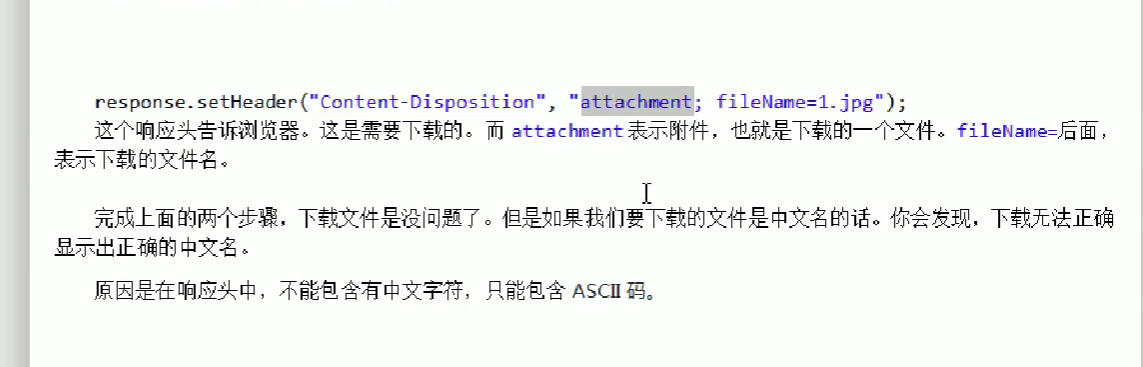 response.setHeader("Content-Disposition", "attachment; fileName=1.jpg");
这个响应头告诉浏览器。这是需要下载的。而 attachment 表示附件，也就是下载的一个文件。fileName=后面，
表示下载的文件名。
完成上面的两个步骤，下载文件是没问题了。但是如果我们要下载的文件是中文名的话。你会发现，下载无法正确
显示出正确的中文名。
原因是在响应头中，不能包含有中文字符，只能包含 ASCII 码。